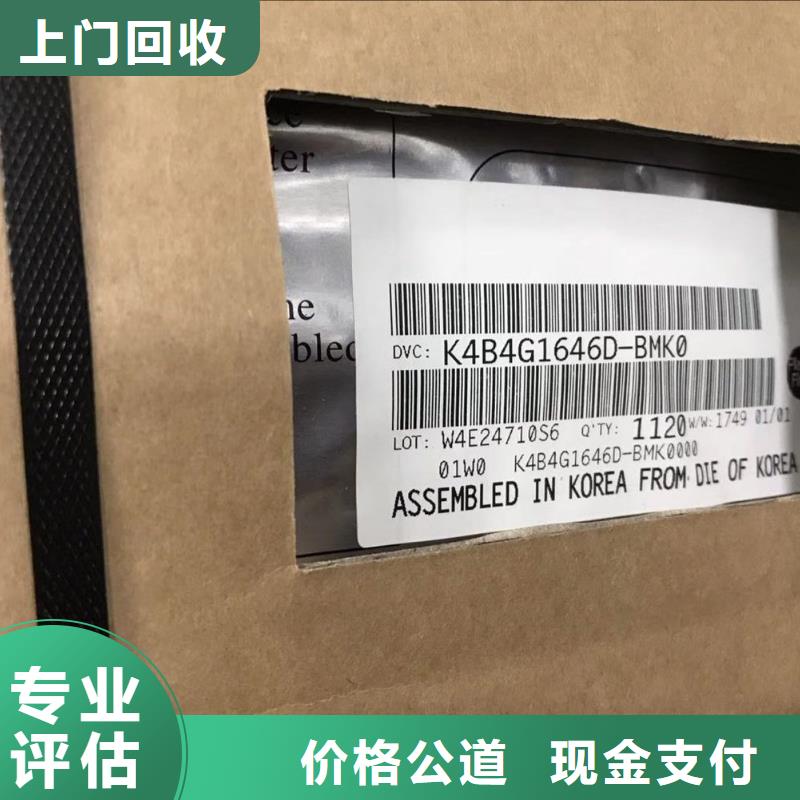 上门回收
ter
DVC: K4B4G1646D-BMK0
LOT: W4E24710S6 Q'TY: 1120 W/W: 1749 01/01
01W0 K4B4G1646D-BMK0000
ASSEMBLED IN KOREA FROM DIE OF KOREA
专业
评估
价格公道 现金支付